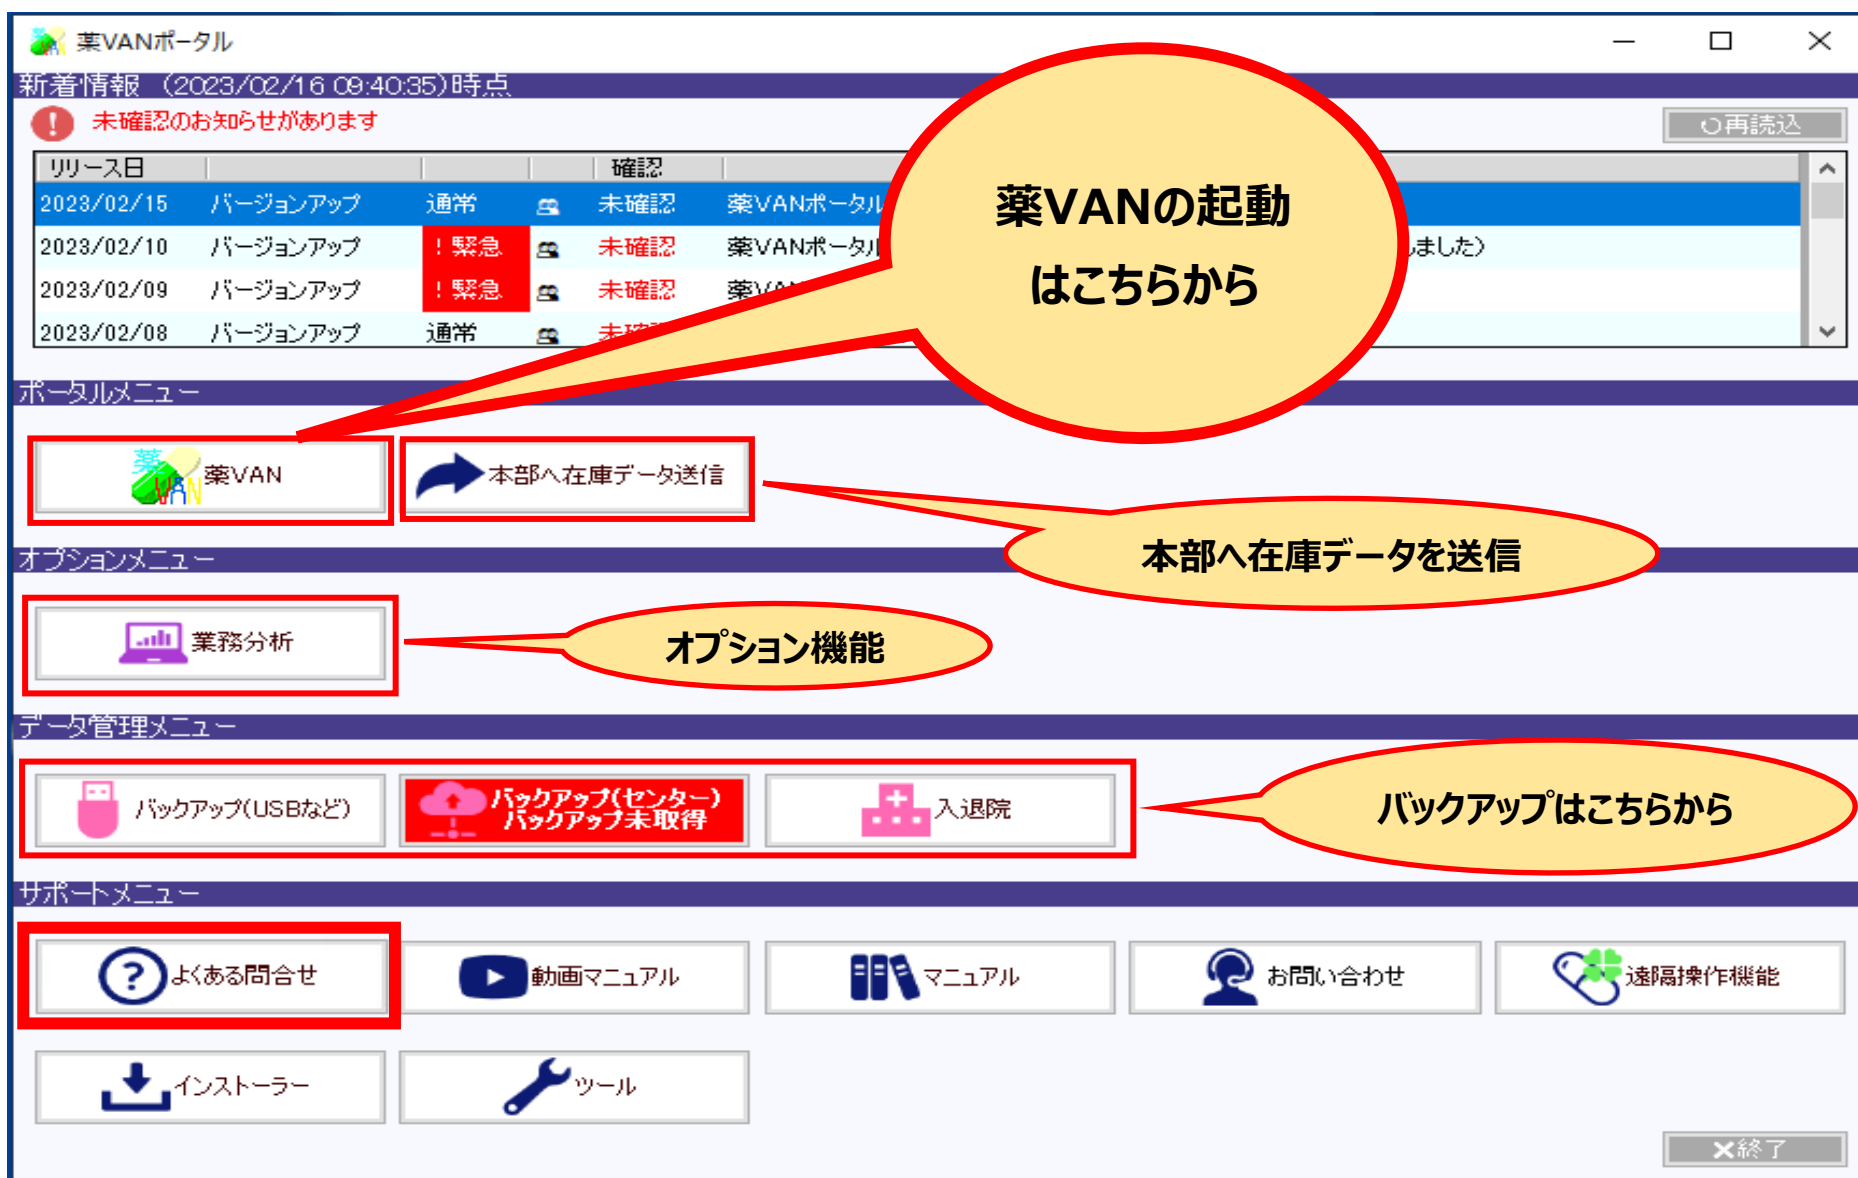 薬VANポータル
新着情報 (2023/02/16 09:40:35)時点
未確認のお知らせがあります
再読込
リリース日 確認
2023/02/15 バージョンアップ 通常 未確認 薬VANポータル
2023/02/10 バージョンアップ !緊急 未確認 薬VANポータル しました)
2023/02/09 バージョンアップ !緊急 未確認 薬VAN
2023/02/08 バージョンアップ 通常 未確認
薬VANの起動
はこちらから
ポータルメニュー
薬VAN
薬VAN
本部へ在庫データ送信
本部へ在庫データを送信
オプションメニュー
業務分析
オプション機能
データ管理メニュー
バックアップ(USBなど)
バックアップ(センター)
バックアップ未取得
入退院
バックアップはこちらから
サポートメニュー
よくある問合せ
動画マニュアル
マニュアル
お問い合わせ
遠隔操作機能
インストーラー
ツール
終了